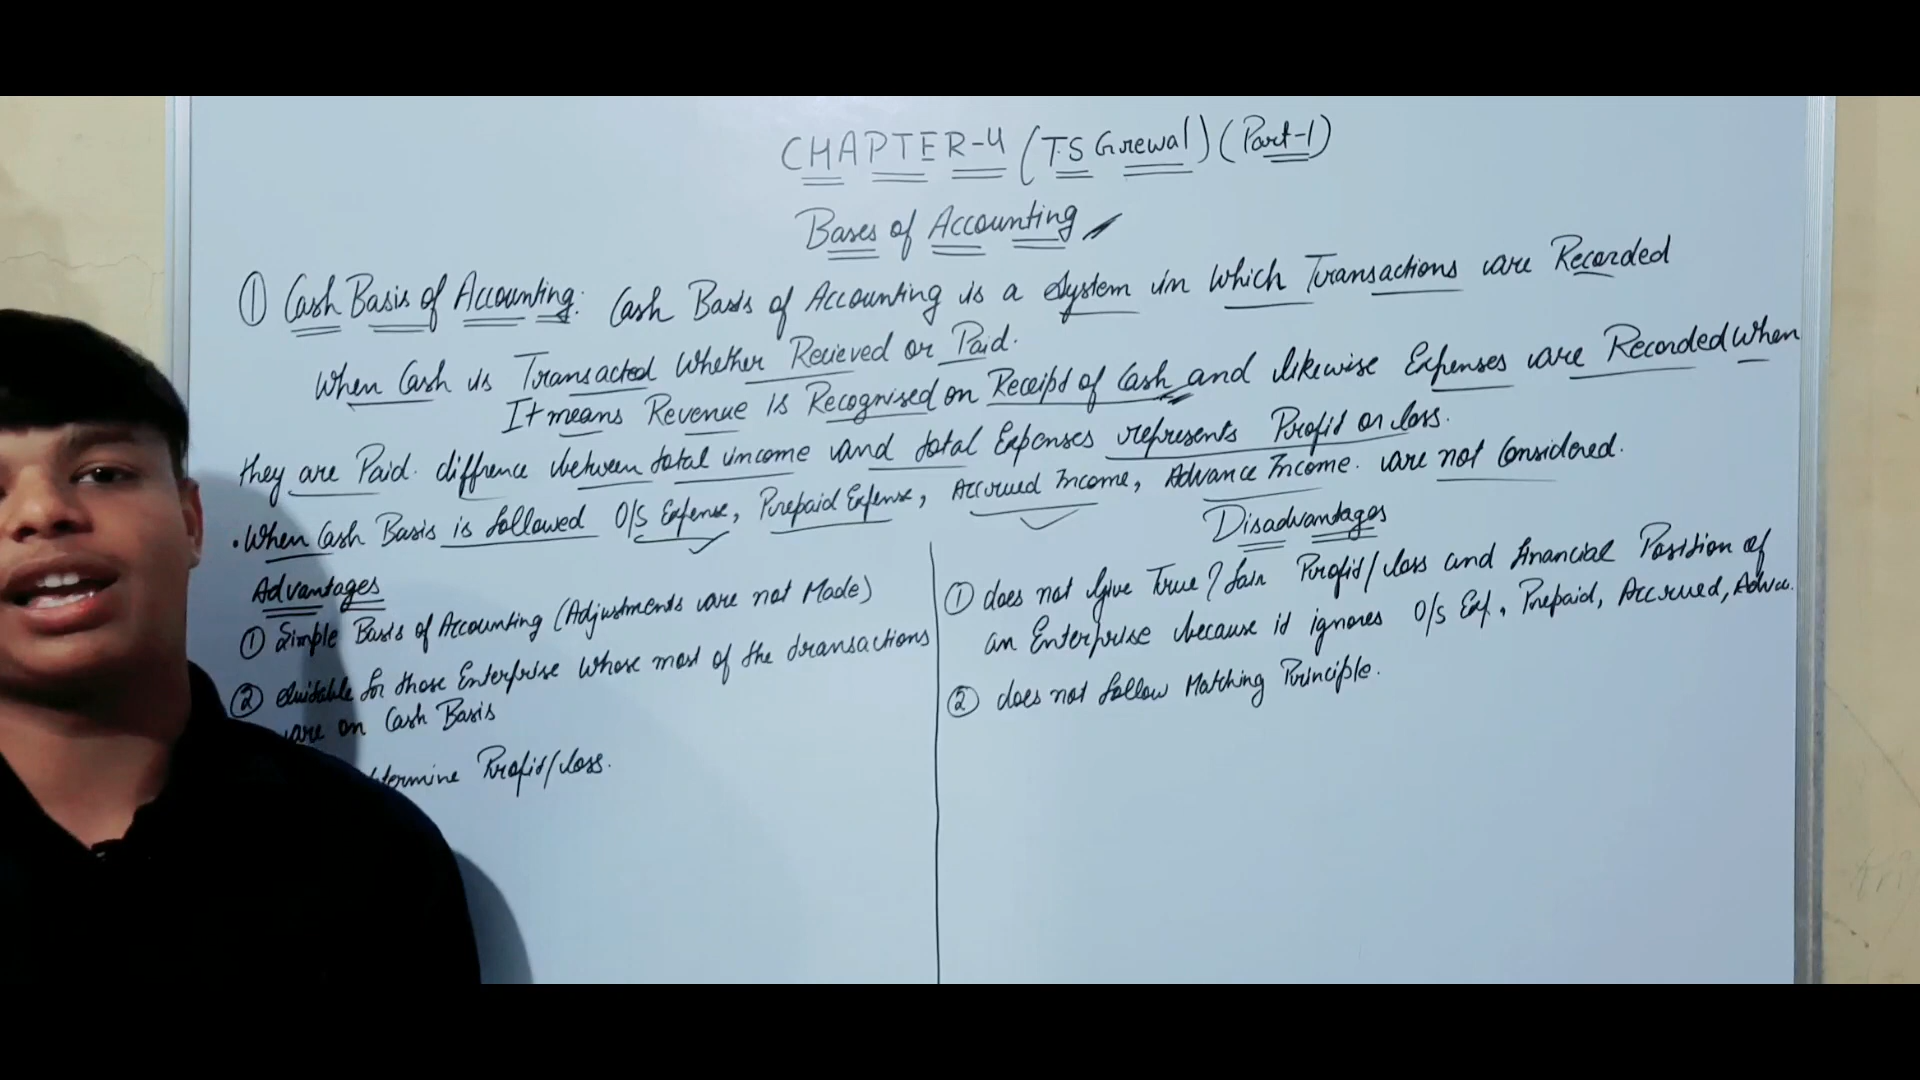 CHAPTER-4 (T.S Grewal) (Part-1)
Bases of Accounting
① Cash Basis of Accounting: Cash Basis of Accounting is a System in Which Transactions are Recorded
When Cash is Transacted Whether Recieved or Paid.
It means Revenue is Recognised on Receipt of Cash and likewise Expenses are Recorded When
they are Paid. diffrence between total income and total Expenses represents Profit or loss.
• When Cash Basis is followed O/S Expense, Prepaid Expense, Accrued Income, Advance Income. are not Considered.
Advantages
① Simple Basis of Accounting (Adjustments are not Made)
② Suitable for those Enterprise Whose most of the transactions
are on Cash Basis
Profit/loss.
Disadvantages
① does not give True & fair Profit/loss and financial Position of
an Enterprise because it ignores O/S Exp., Prepaid, Accrued, Advan.
② does not follow Matching Principle.